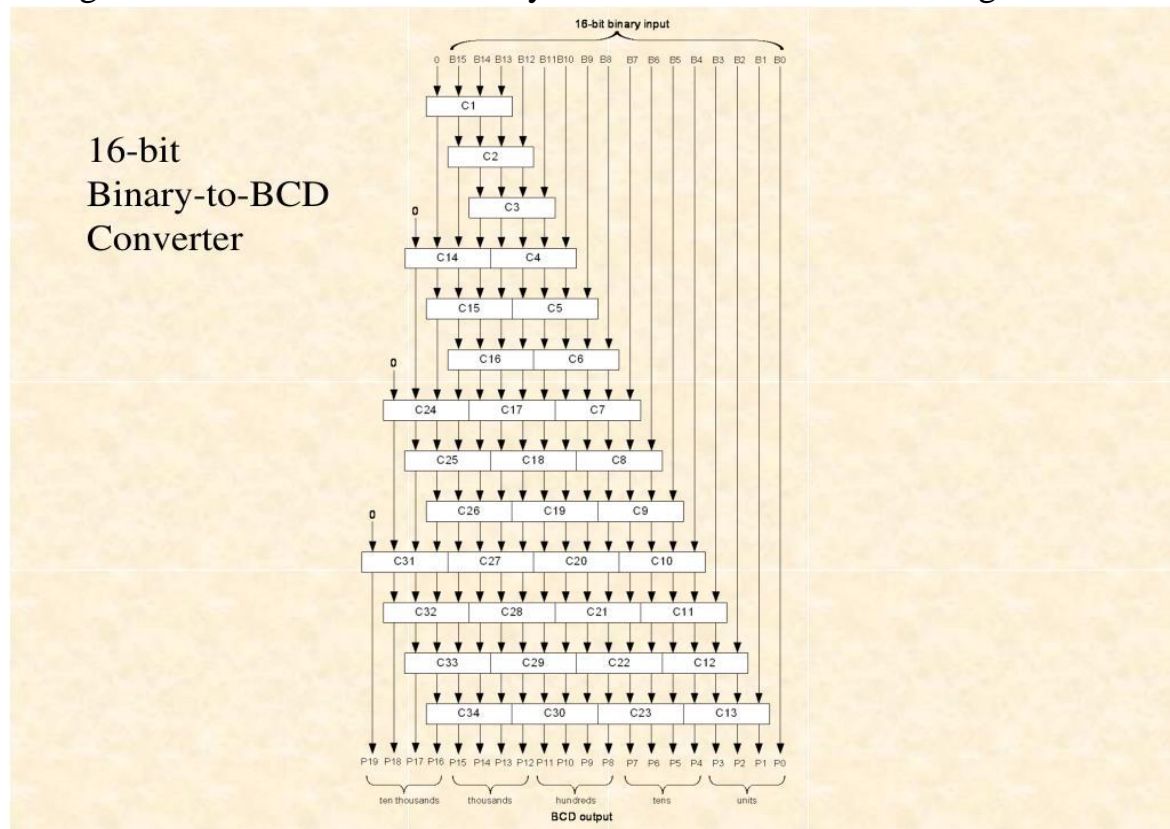 16-bit binary input
0 B15 B14 B13 B12 B11 B10 B9 B8 B7 B6 B5 B4 B3 B2 B1 B0
C1
16-bit
Binary-to-BCD
Converter
C2
C3
0
C14 C4
C15 C5
C16 C6
0
C24 C17 C7
C25 C18 C8
C26 C19 C9
0
C31 C27 C20 C10
C32 C28 C21 C11
C33 C29 C22 C12
C34 C30 C23 C13
P19 P18 P17 P16 P15 P14 P13 P12 P11 P10 P9 P8 P7 P6 P5 P4 P3 P2 P1 P0
ten thousands thousands hundreds tens units
BCD output